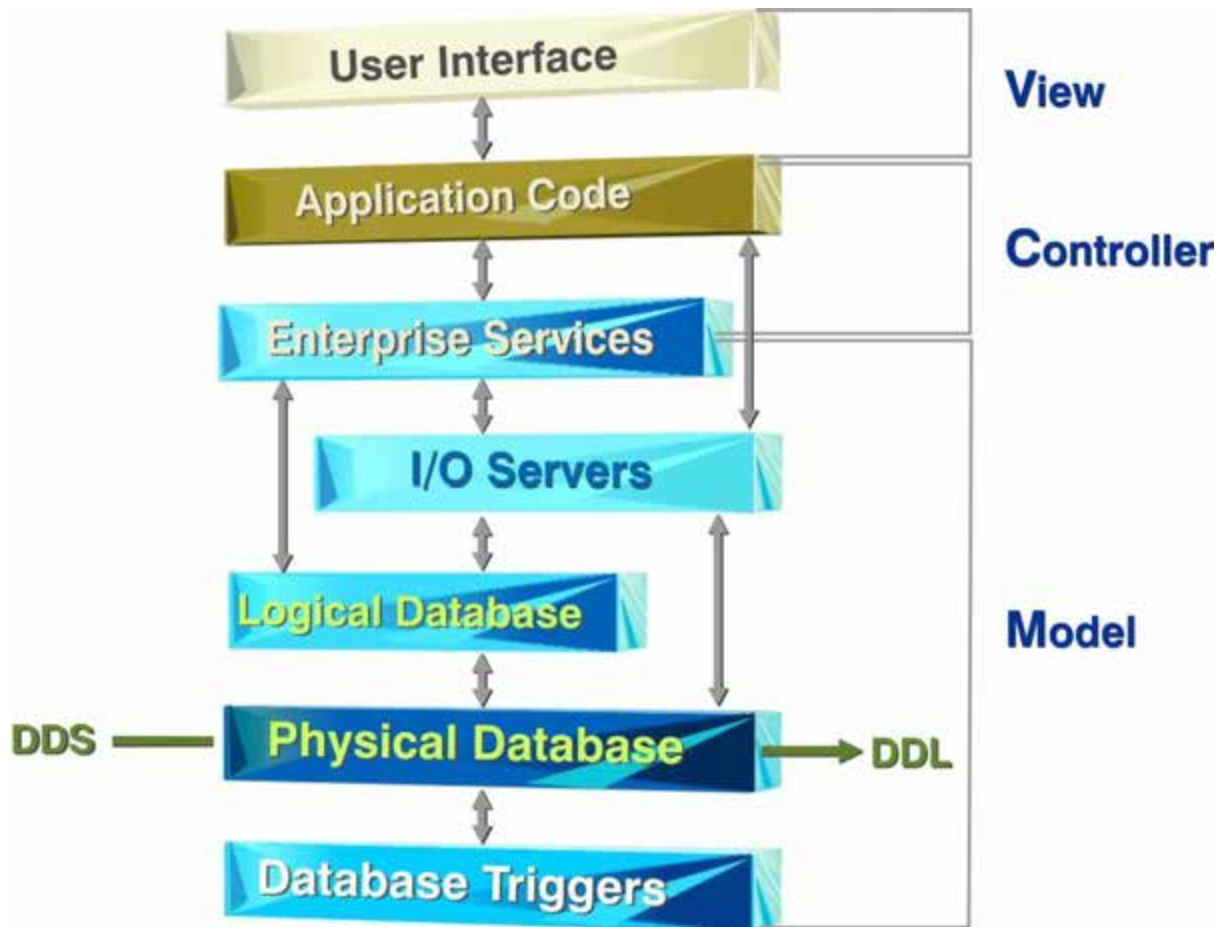 User Interface
View
Application Code
Controller
Enterprise Services
I/O Servers
Logical Database
Model
DDS
Physical Database
DDL
Database Triggers